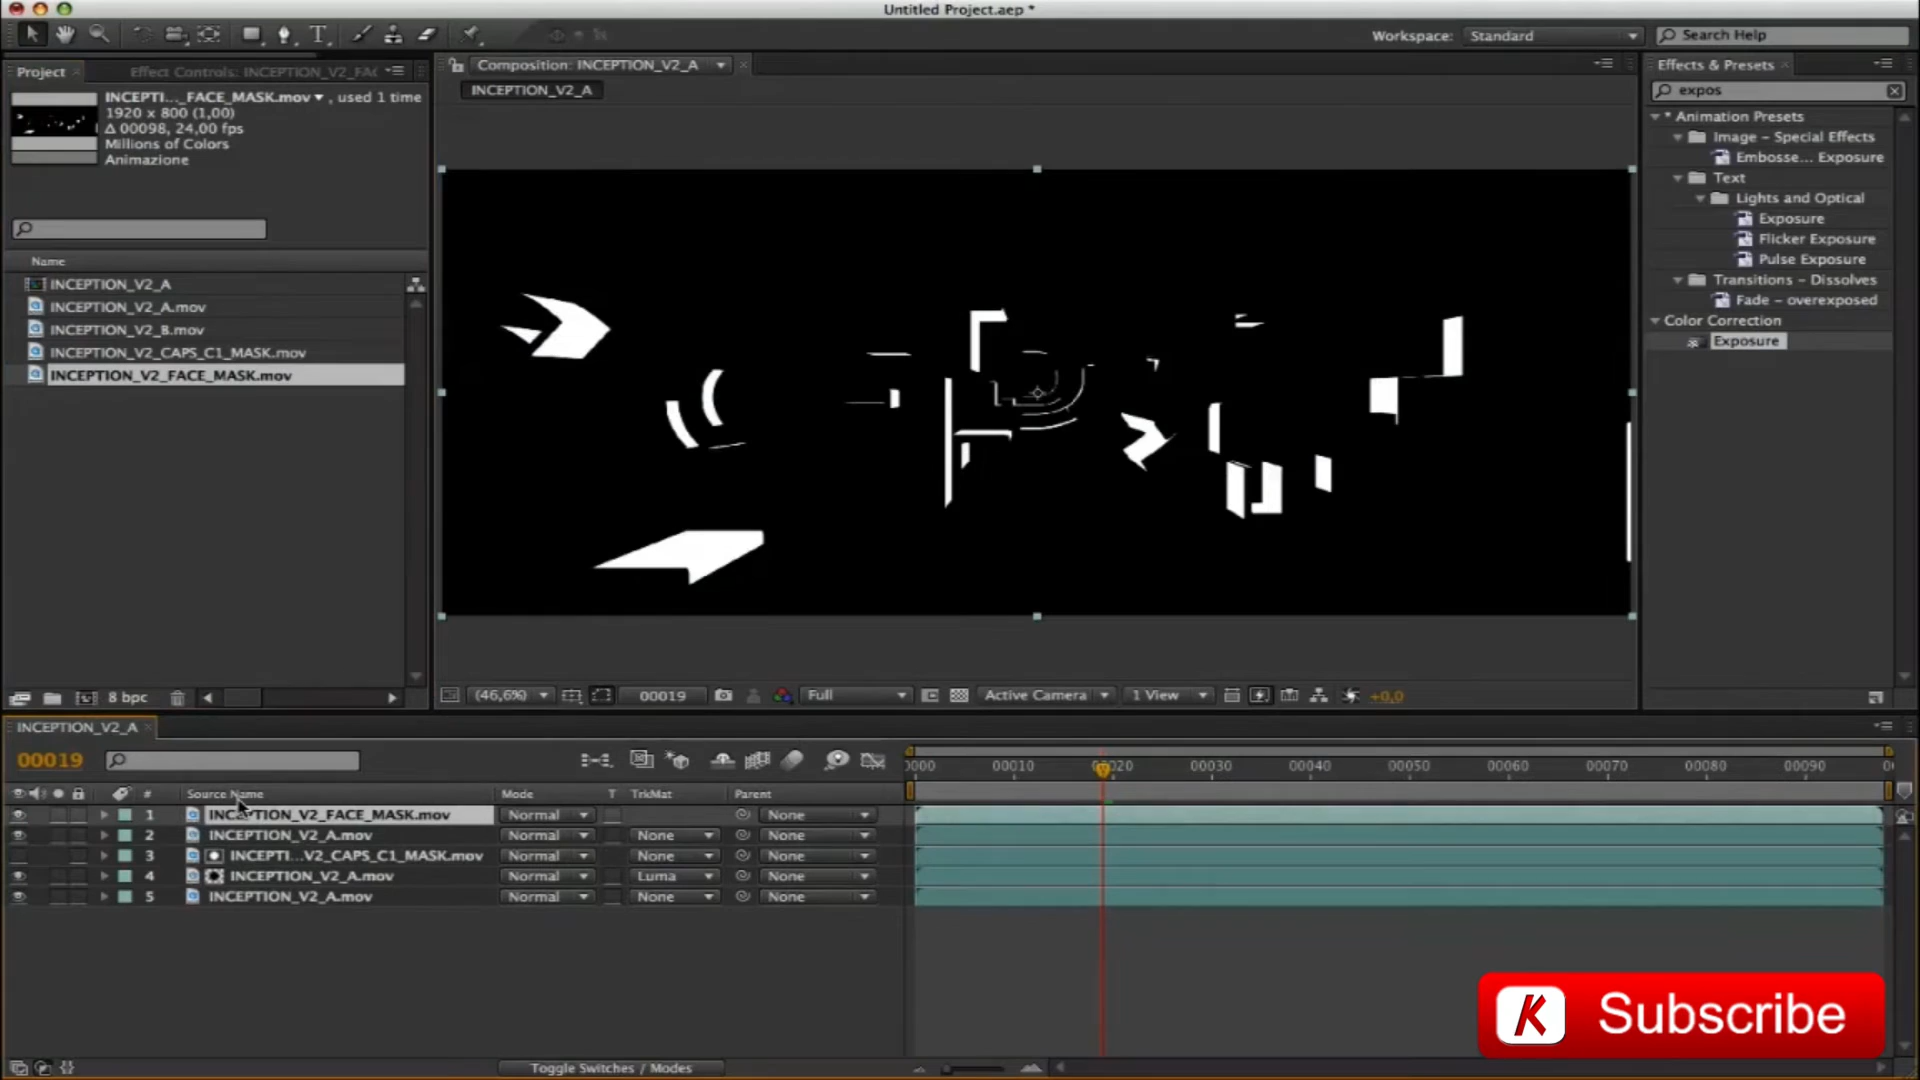 Untitled Project.aep *
Workspace: Standard
Search Help
Project
Effect Controls: INCEPTION_V2_FA
Composition: INCEPTION_V2_A
Effects & Presets
INCEPTI..._FACE_MASK.mov , used 1 time
1920 x 800 (1,00)
Δ 00098, 24,00 fps
Millions of Colors
Animazione
INCEPTION_V2_A
expos
* Animation Presets
Image - Special Effects
Embosse... Exposure
Text
Lights and Optical
Exposure
Flicker Exposure
Pulse Exposure
Transitions - Dissolves
Fade - overexposed
Color Correction
Exposure
Name
INCEPTION_V2_A
INCEPTION_V2_A.mov
INCEPTION_V2_B.mov
INCEPTION_V2_CAPS_C1_MASK.mov
INCEPTION_V2_FACE_MASK.mov
8 bpc
(46,6%)
00019
Full
Active Camera
1 View
+0,0
INCEPTION_V2_A
00019
0000 00010 00020 00030 00040 00050 00060 00070 00080 00090
# Source Name Mode T TrkMat Parent
1 INCEPTION_V2_FACE_MASK.mov Normal None
2 INCEPTION_V2_A.mov Normal None None
3 INCEPTI...V2_CAPS_C1_MASK.mov Normal None None
4 INCEPTION_V2_A.mov Normal Luma None
5 INCEPTION_V2_A.mov Normal None None
K Subscribe
Toggle Switches / Modes